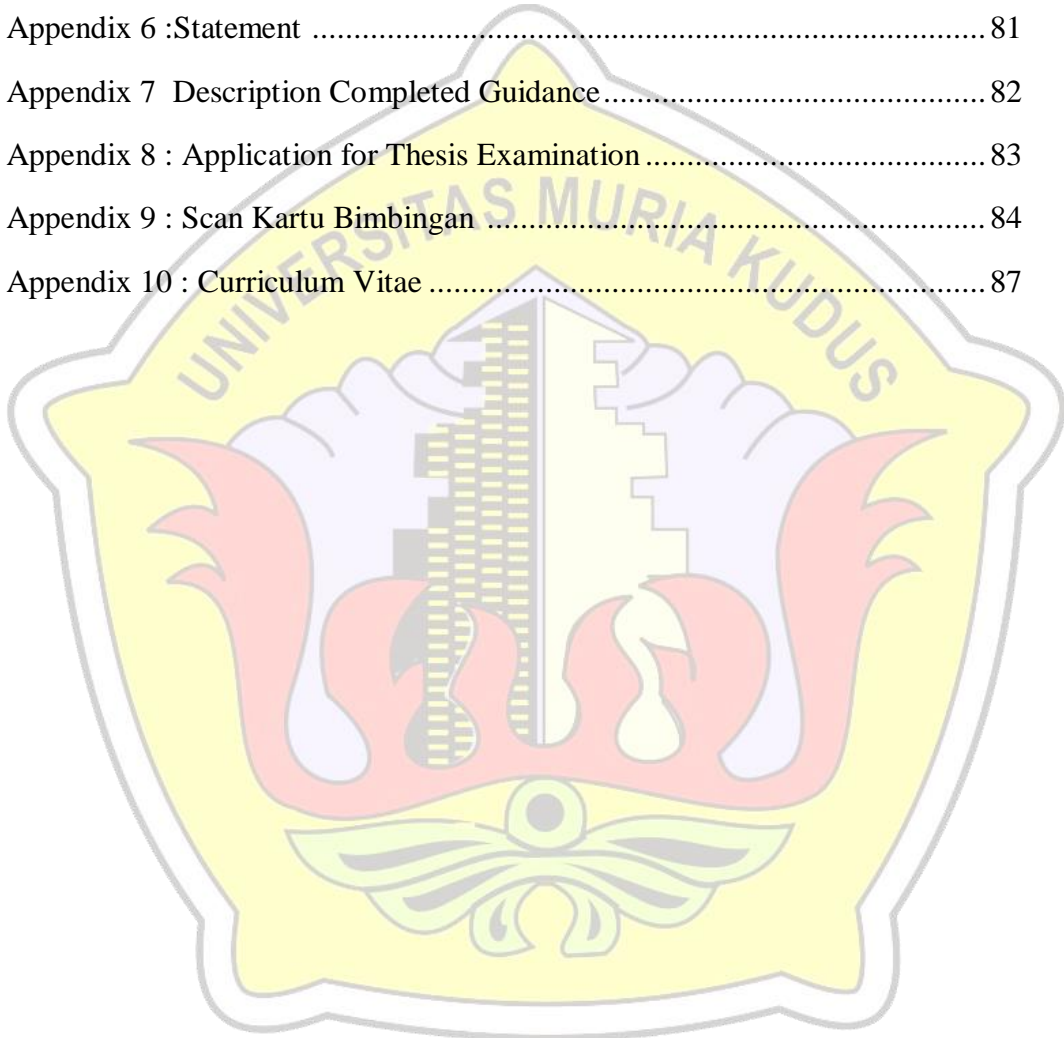 Appendix 6 :Statement ................................................................................. 81
Appendix 7  Description Completed Guidance .............................................. 82
Appendix 8 : Application for Thesis Examination ......................................... 83
Appendix 9 : Scan Kartu Bimbingan ............................................................ 84
Appendix 10 : Curriculum Vitae ................................................................... 87
UNIVERSITAS MURIA KUDUS